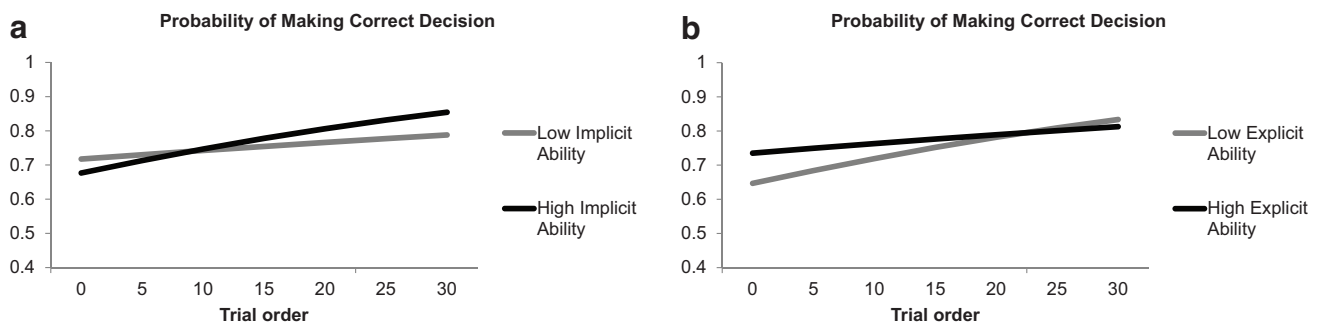 a
Probability of Making Correct Decision
1
0.9
0.8
0.7
0.6
0.5
0.4
0 5 10 15 20 25 30
Trial order
Low Implicit
Ability
High Implicit
Ability
b
Probability of Making Correct Decision
1
0.9
0.8
0.7
0.6
0.5
0.4
0 5 10 15 20 25 30
Trial order
Low Explicit
Ability
High Explicit
Ability